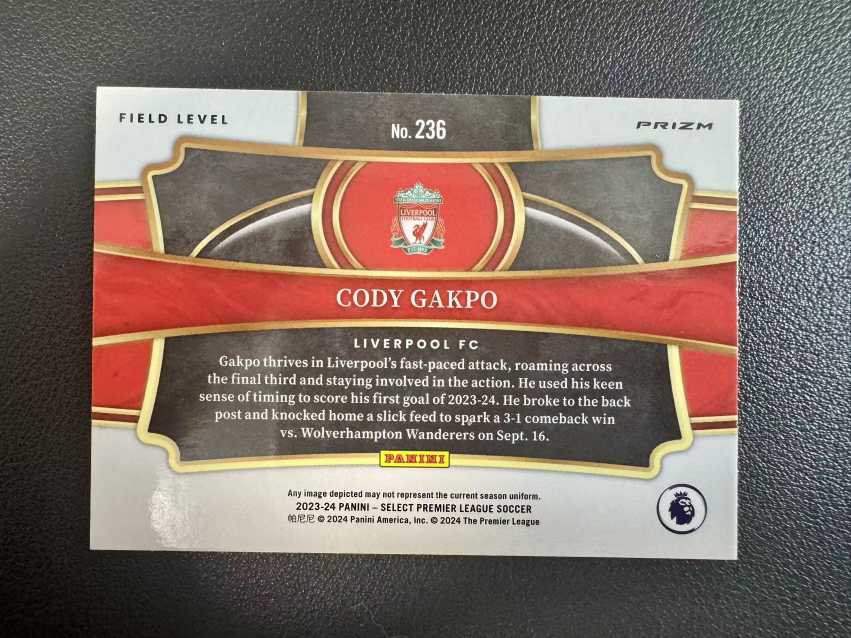 FIELD LEVEL
No. 236
PRIZM
LIVERPOOL
CODY GAKPO
LIVERPOOL FC
Gakpo thrives in Liverpool's fast-paced attack, roaming across
the final third and staying involved in the action. He used his keen
sense of timing to score his first goal of 2023-24. He broke to the back
post and knocked home a slick feed to spark a 3-1 comeback win
vs. Wolverhampton Wanderers on Sept. 16.
PANINI
Any image depicted may not represent the current season uniform.
2023-24 PANINI – SELECT PREMIER LEAGUE SOCCER
帕尼尼 © 2024 Panini America, Inc. © 2024 The Premier League